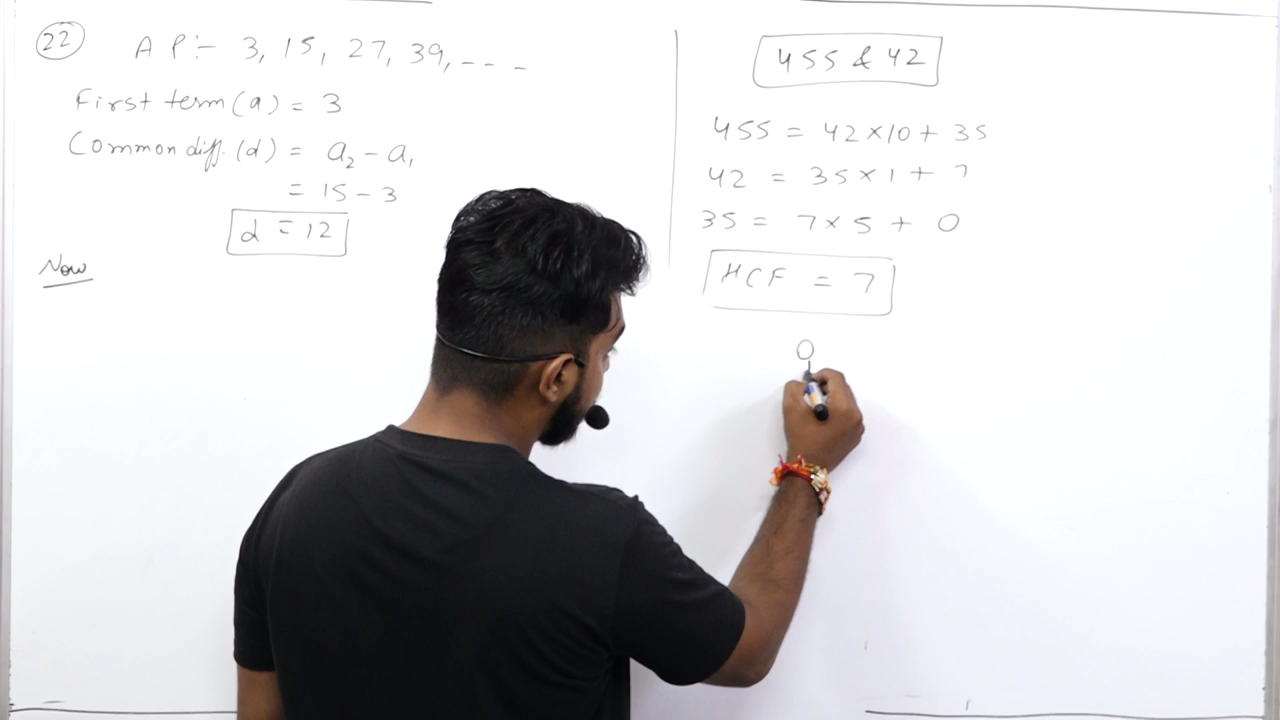 22 AP:- 3, 15, 27, 39, - - -
First term (a) = 3
Common diff. (d) = a₂ - a₁
= 15 - 3
d = 12
Now
455 & 42
455 = 42 × 10 + 35
42 = 35 × 1 + 7
35 = 7 × 5 + 0
HCF = 7
O